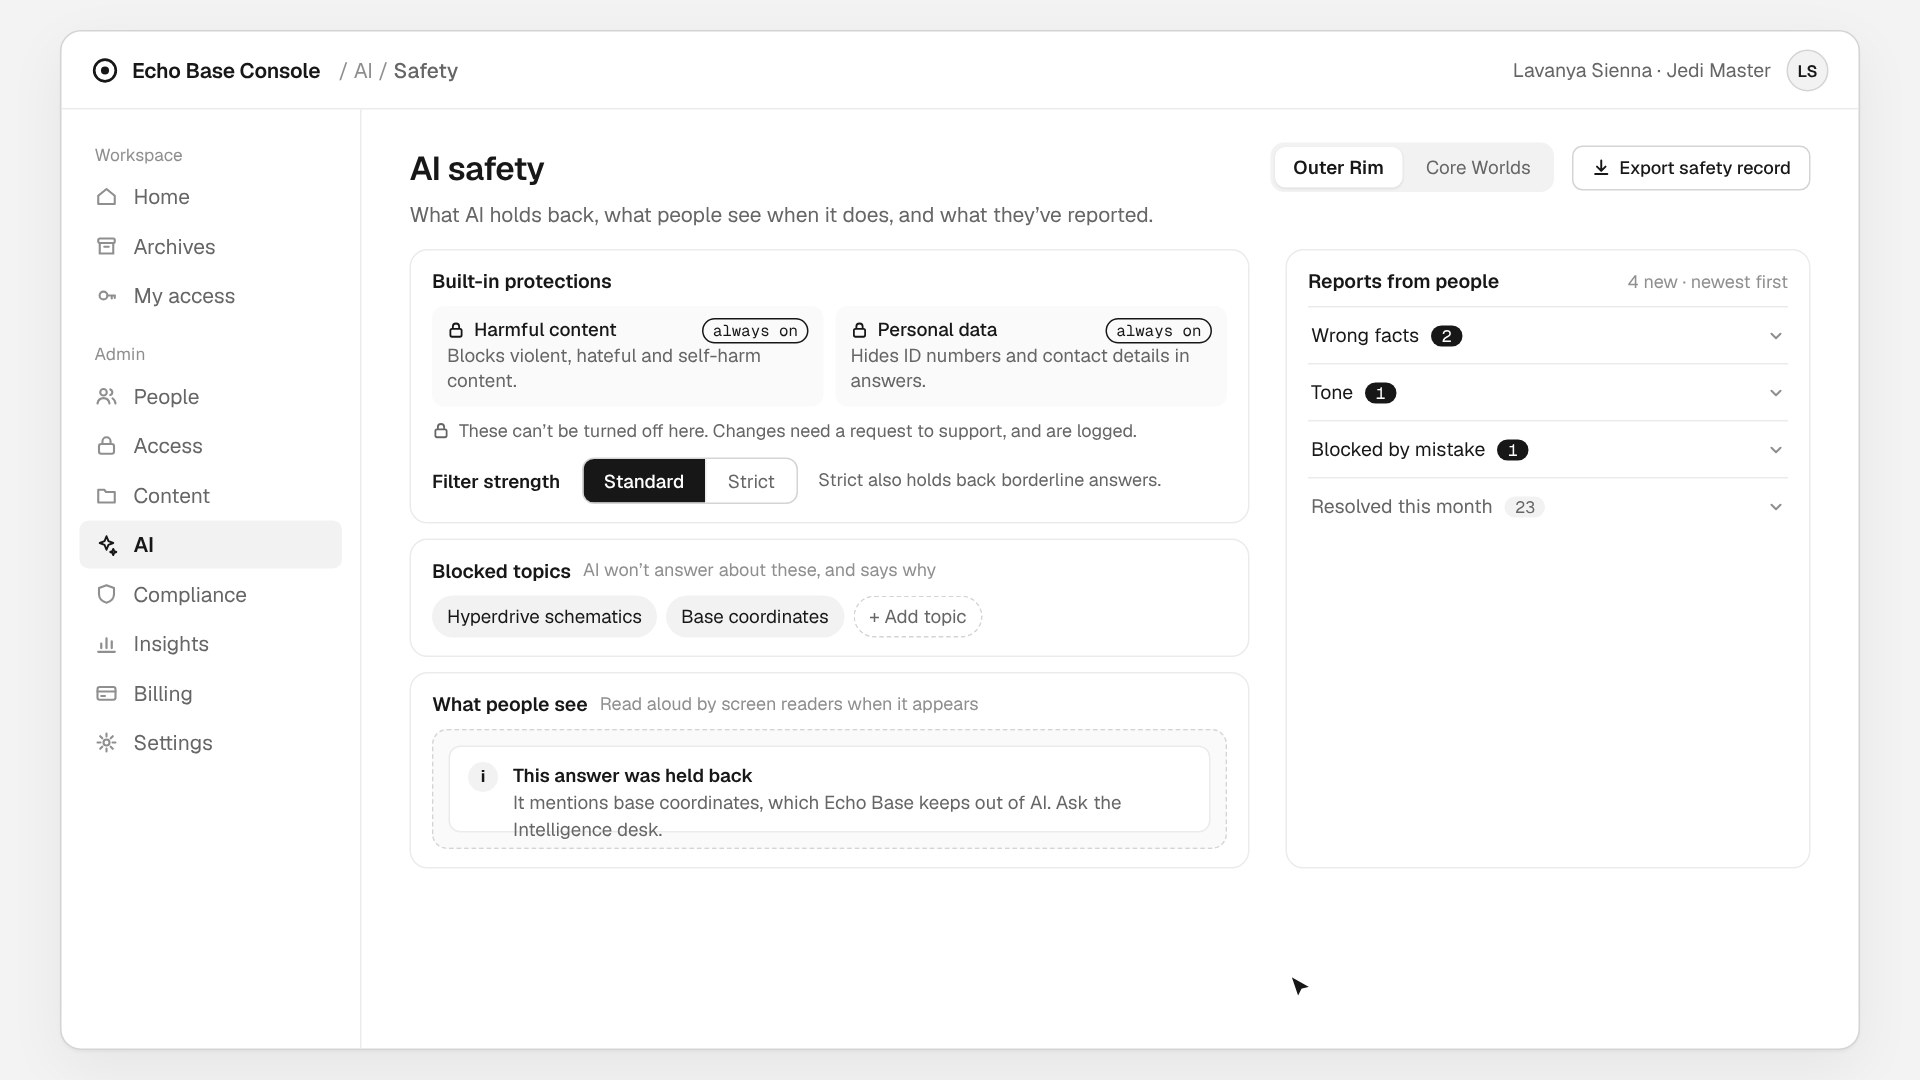 Echo Base Console / AI / Safety
Lavanya Sienna · Jedi Master LS
Workspace
Home
Archives
My access
Admin
People
Access
Content
AI
Compliance
Insights
Billing
Settings
AI safety
What AI holds back, what people see when it does, and what they’ve reported.
Outer Rim Core Worlds
Export safety record
Built-in protections
Harmful content always on
Blocks violent, hateful and self-harm
content.
Personal data always on
Hides ID numbers and contact details in
answers.
These can’t be turned off here. Changes need a request to support, and are logged.
Filter strength Standard Strict Strict also holds back borderline answers.
Blocked topics AI won’t answer about these, and says why
Hyperdrive schematics Base coordinates + Add topic
What people see Read aloud by screen readers when it appears
i This answer was held back
It mentions base coordinates, which Echo Base keeps out of AI. Ask the
Intelligence desk.
Reports from people 4 new · newest first
Wrong facts 2
Tone 1
Blocked by mistake 1
Resolved this month 23